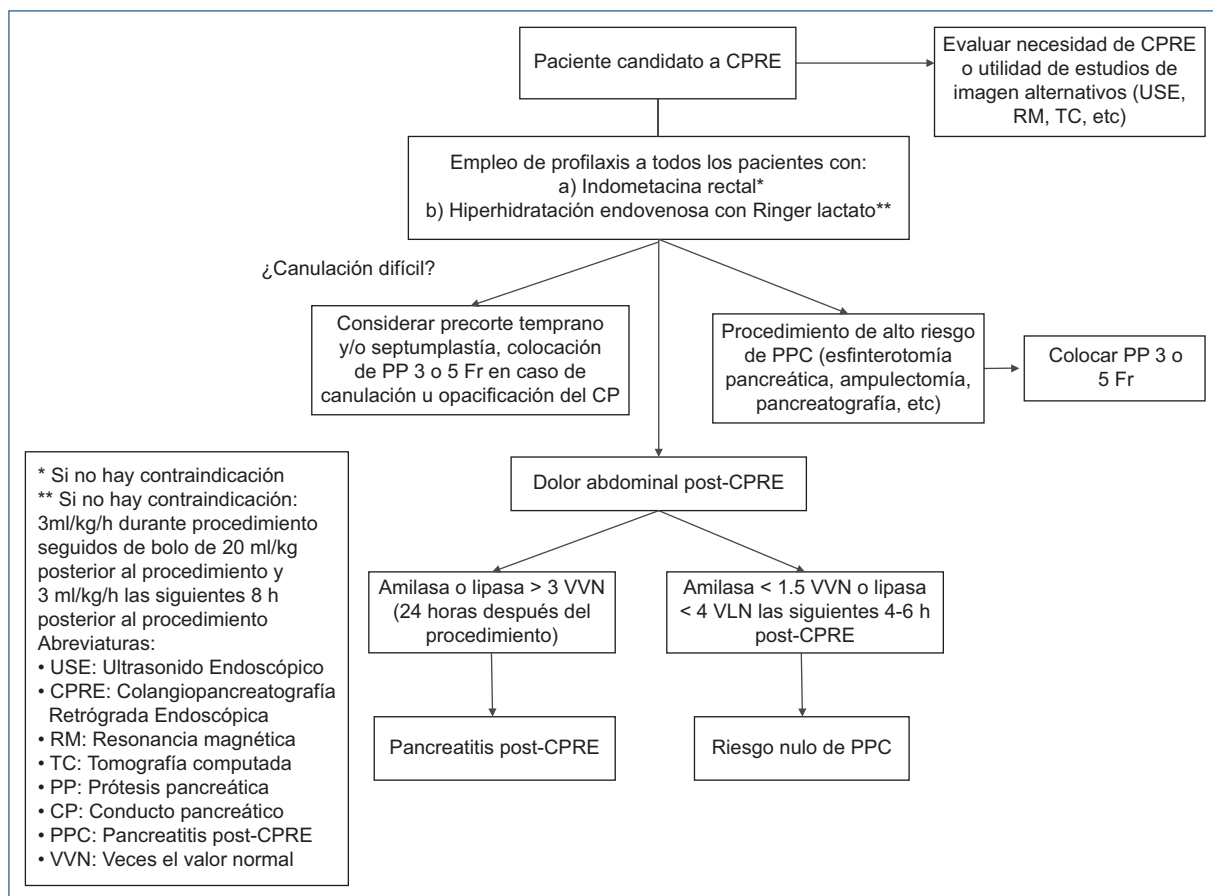 Paciente candidato a CPRE
Evaluar necesidad de CPRE
o utilidad de estudios de
imagen alternativos (USE,
RM, TC, etc)
Empleo de profilaxis a todos los pacientes con:
a) Indometacina rectal*
b) Hiperhidratación endovenosa con Ringer lactato**
¿Canulación difícil?
Considerar precorte temprano
y/o septumplastía, colocación
de PP 3 o 5 Fr en caso de
canulación u opacificación del CP
Procedimiento de alto riesgo
de PPC (esfinterotomía
pancreática, ampulectomía,
pancreatografía, etc)
Colocar PP 3 o
5 Fr
Dolor abdominal post-CPRE
Amilasa o lipasa > 3 VVN
(24 horas después del
procedimiento)
Amilasa < 1.5 VVN o lipasa
< 4 VLN las siguientes 4-6 h
post-CPRE
Pancreatitis post-CPRE
Riesgo nulo de PPC
* Si no hay contraindicación
** Si no hay contraindicación:
3ml/kg/h durante procedimiento
seguidos de bolo de 20 ml/kg
posterior al procedimiento y
3 ml/kg/h las siguientes 8 h
posterior al procedimiento
Abreviaturas:
• USE: Ultrasonido Endoscópico
• CPRE: Colangiopancreatografía
Retrógrada Endoscópica
• RM: Resonancia magnética
• TC: Tomografía computada
• PP: Prótesis pancreática
• CP: Conducto pancreático
• PPC: Pancreatitis post-CPRE
• VVN: Veces el valor normal